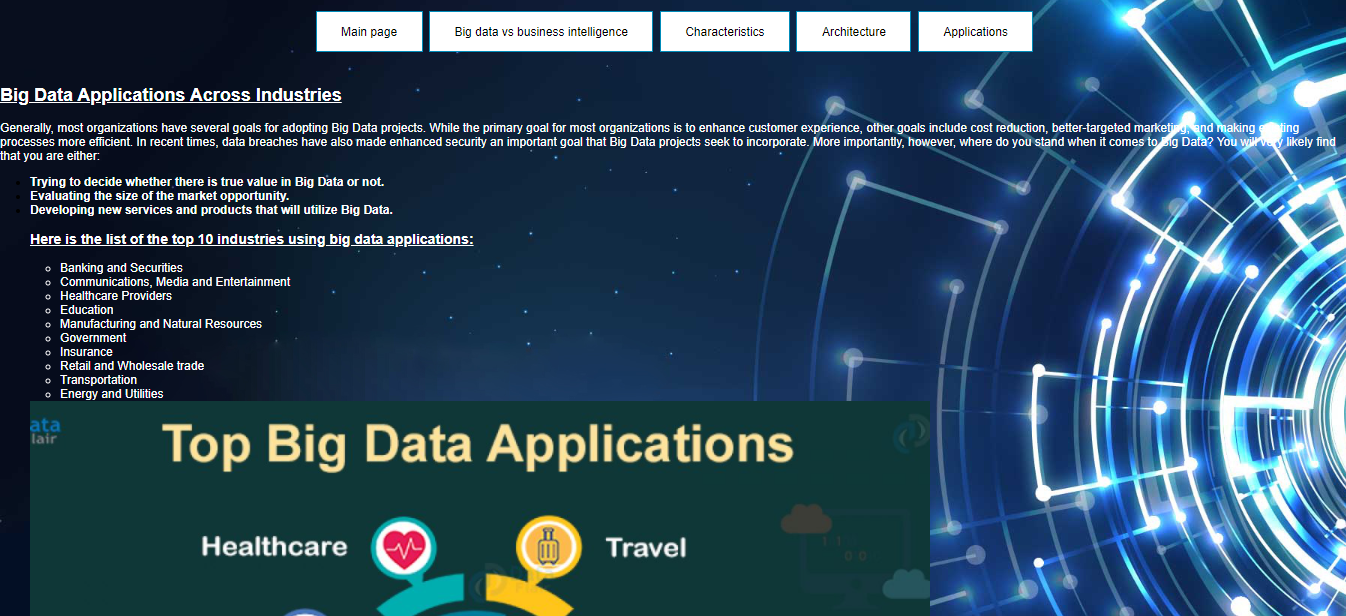 Main page
Big data vs business intelligence
Characteristics
Architecture
Applications
Big Data Applications Across Industries
Generally, most organizations have several goals for adopting Big Data projects. While the primary goal for most organizations is to enhance customer experience, other goals include cost reduction, better-targeted marketing, and making existing
processes more efficient. In recent times, data breaches have also made enhanced security an important goal that Big Data projects seek to incorporate. More importantly, however, where do you stand when it comes to Big Data? You will very likely find
that you are either:
Trying to decide whether there is true value in Big Data or not.
Evaluating the size of the market opportunity.
Developing new services and products that will utilize Big Data.
Here is the list of the top 10 industries using big data applications:
Banking and Securities
Communications, Media and Entertainment
Healthcare Providers
Education
Manufacturing and Natural Resources
Government
Insurance
Retail and Wholesale trade
Transportation
Energy and Utilities
ata
lair
Top Big Data Applications
Healthcare
Travel